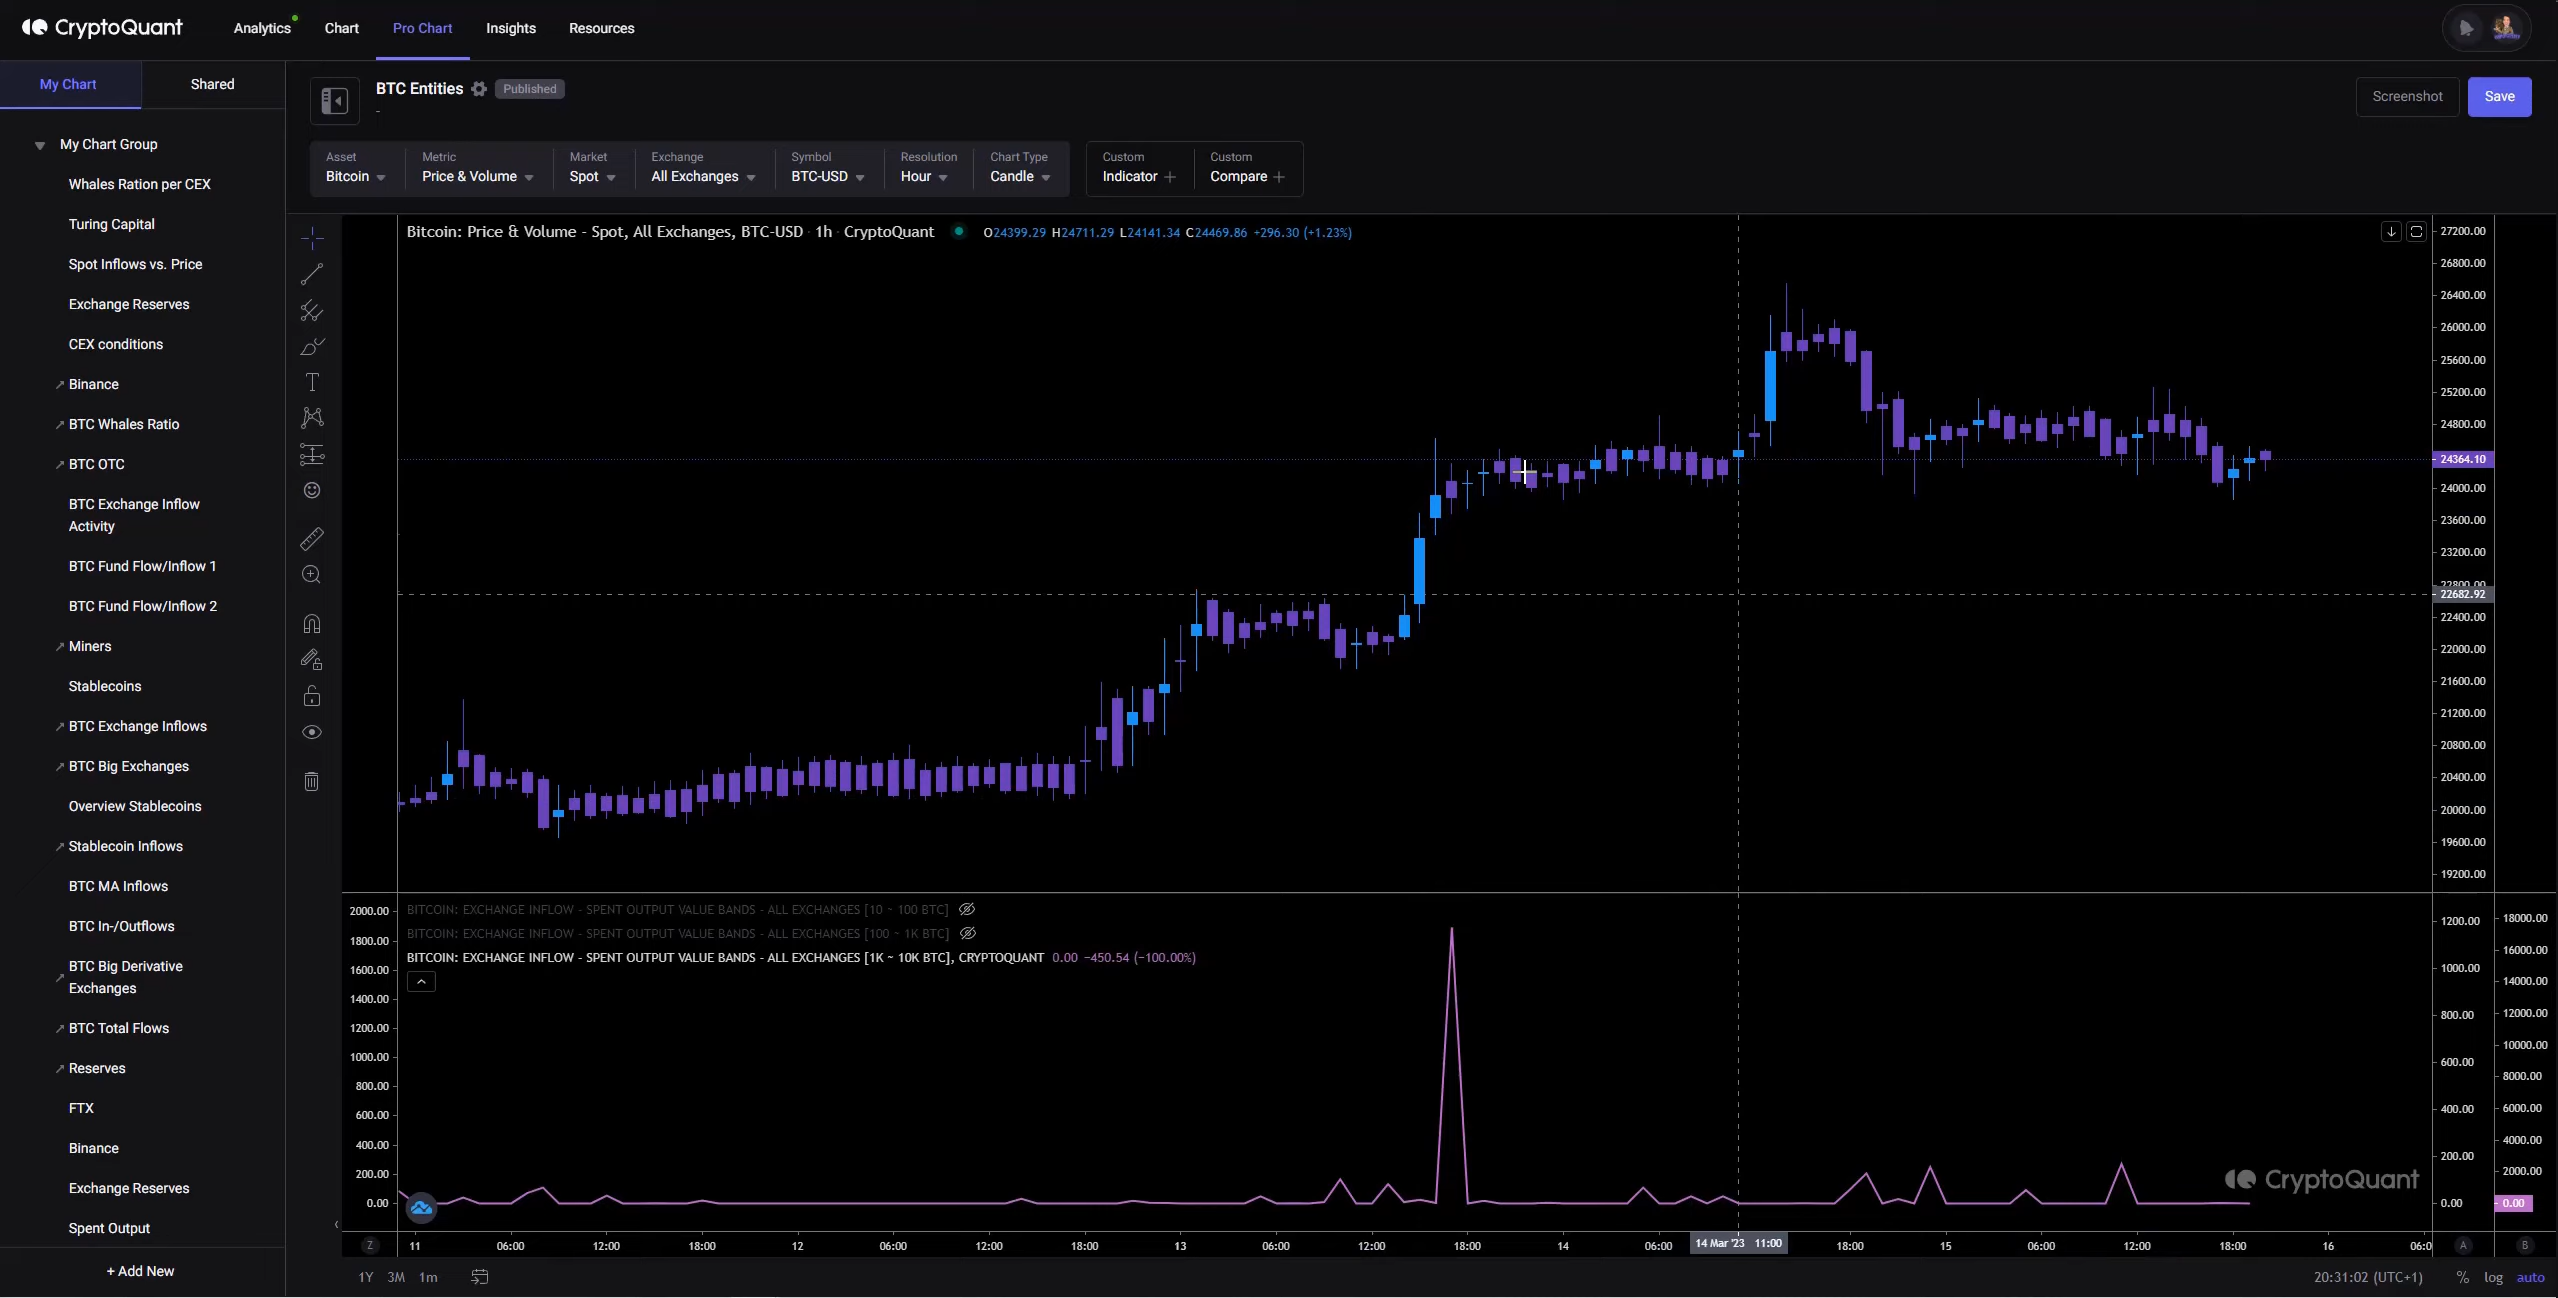 CryptoQuant
Analytics
Chart
Pro Chart
Insights
Resources
My Chart
Shared
My Chart Group
Whales Ration per CEX
Turing Capital
Spot Inflows vs. Price
Exchange Reserves
CEX conditions
Binance
BTC Whales Ratio
BTC OTC
BTC Exchange Inflow
Activity
BTC Fund Flow/Inflow 1
BTC Fund Flow/Inflow 2
Miners
Stablecoins
BTC Exchange Inflows
BTC Big Exchanges
Overview Stablecoins
Stablecoin Inflows
BTC MA Inflows
BTC In-/Outflows
BTC Big Derivative
Exchanges
BTC Total Flows
Reserves
FTX
Binance
Exchange Reserves
Spent Output
+ Add New
BTC Entities
Published
-
Screenshot
Save
Asset
Bitcoin
Metric
Price & Volume
Market
Spot
Exchange
All Exchanges
Symbol
BTC-USD
Resolution
Hour
Chart Type
Candle
Custom
Indicator +
Custom
Compare +
Bitcoin: Price & Volume - Spot, All Exchanges, BTC-USD · 1h · CryptoQuant
O24399.29 H24711.29 L24141.34 C24469.86 +296.30 (+1.23%)
27200.00
26800.00
26400.00
26000.00
25600.00
25200.00
24800.00
24364.10
24000.00
23600.00
23200.00
22800.00
22682.92
22400.00
22000.00
21600.00
21200.00
20800.00
20400.00
20000.00
19600.00
19200.00
BITCOIN: EXCHANGE INFLOW - SPENT OUTPUT VALUE BANDS - ALL EXCHANGES [10 ~ 100 BTC]
BITCOIN: EXCHANGE INFLOW - SPENT OUTPUT VALUE BANDS - ALL EXCHANGES [100 ~ 1K BTC]
BITCOIN: EXCHANGE INFLOW - SPENT OUTPUT VALUE BANDS - ALL EXCHANGES [1K ~ 10K BTC], CRYPTOQUANT 0.00 −450.54 (−100.00%)
2000.00
1800.00
1600.00
1400.00
1200.00
1000.00
800.00
600.00
400.00
200.00
0.00
1200.00
1000.00
800.00
600.00
400.00
200.00
0.00
18000.00
16000.00
14000.00
12000.00
10000.00
8000.00
6000.00
4000.00
2000.00
0.00
CryptoQuant
Z
11
06:00
12:00
18:00
12
06:00
12:00
18:00
13
06:00
12:00
18:00
14
06:00
14 Mar '23 11:00
18:00
15
06:00
12:00
18:00
16
06:0
A
B
1Y
3M
1m
20:31:02 (UTC+1)
%
log
auto